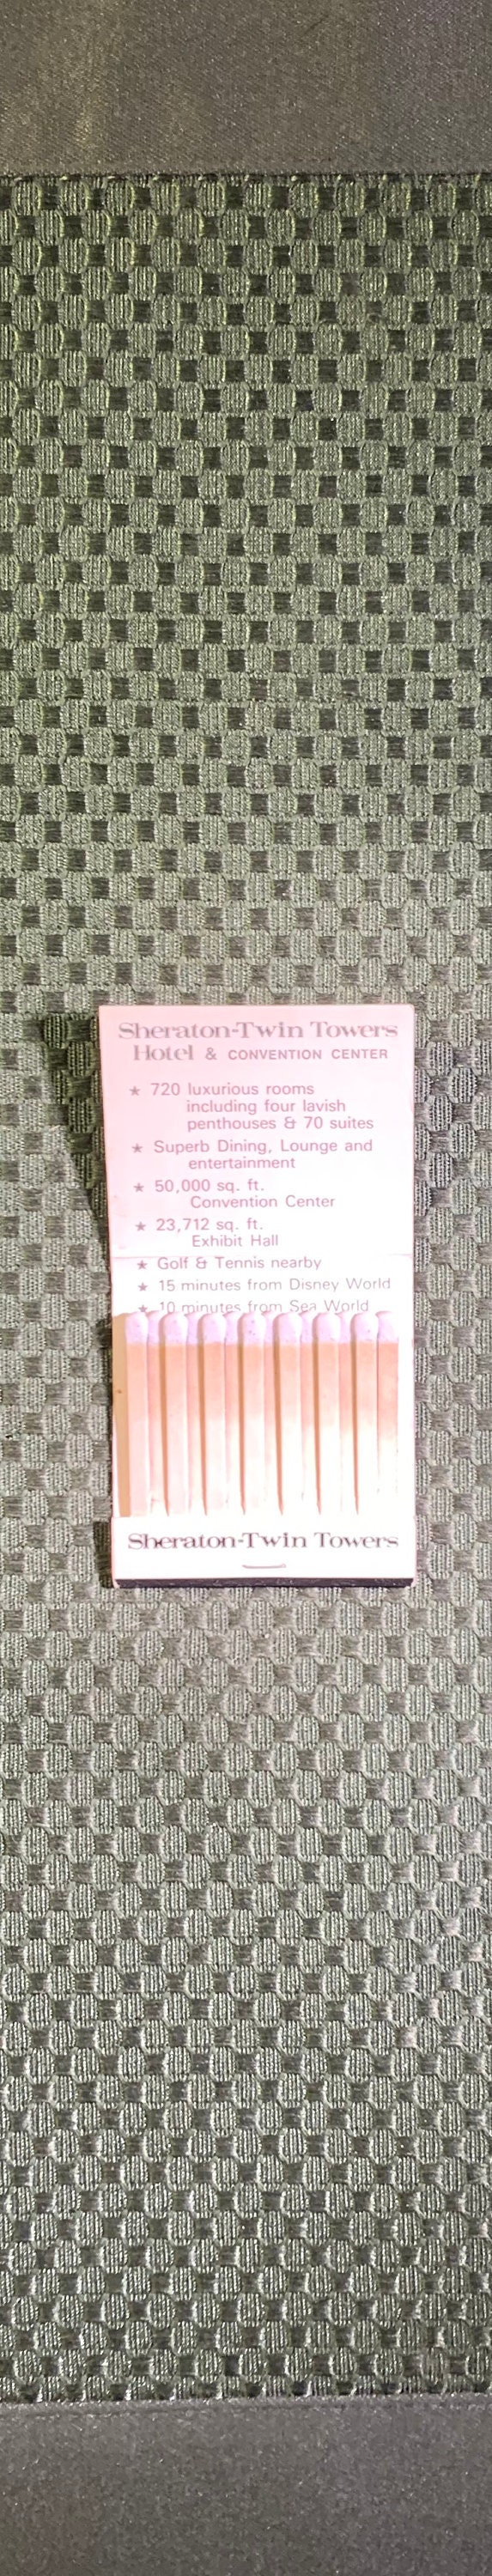 Sheraton-Twin Towers
Hotel & CONVENTION CENTER
★ 720 luxurious rooms
including four lavish
penthouses & 70 suites
★ Superb Dining, Lounge and
entertainment
★ 50,000 sq. ft.
Convention Center
★ 23,712 sq. ft.
Exhibit Hall
★ Golf & Tennis nearby
★ 15 minutes from Disney World
★ 10 minutes from Sea World
Sheraton-Twin Towers